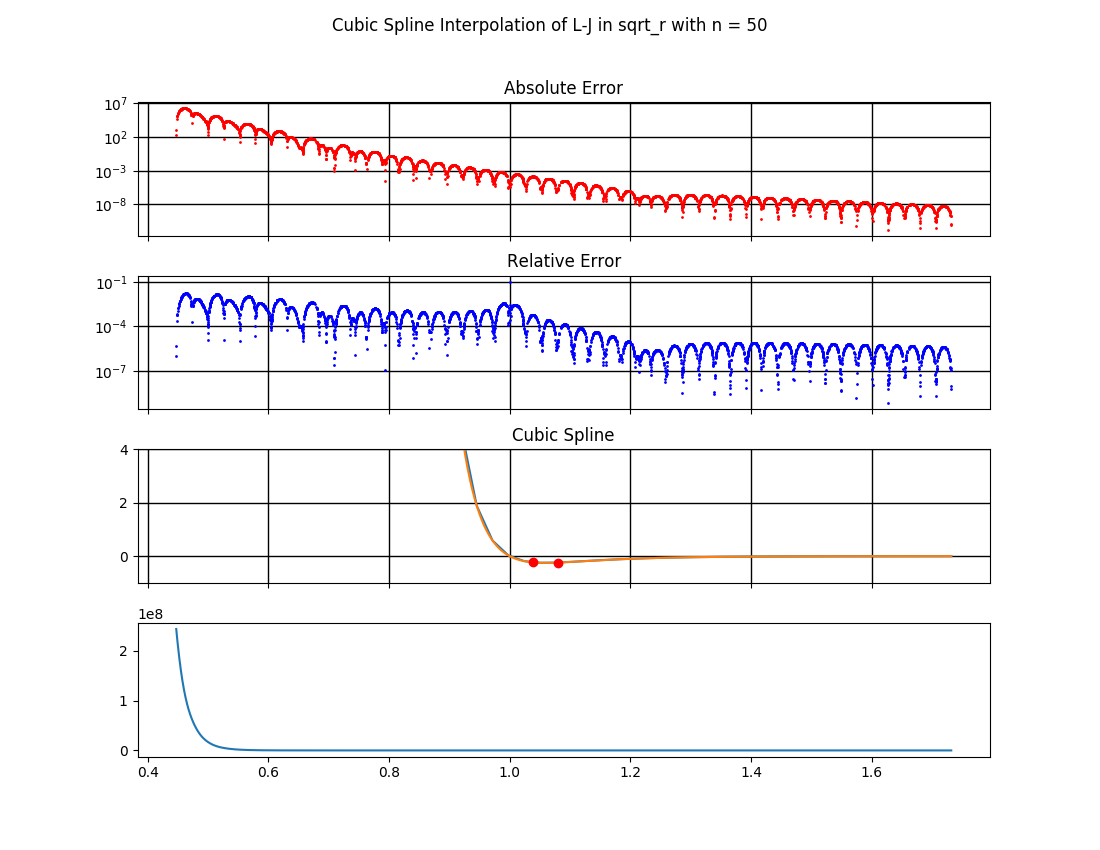 Cubic Spline Interpolation of L-J in sqrt_r with n = 50
Absolute Error
10^7
10^2
10^-3
10^-8
Relative Error
10^-1
10^-4
10^-7
Cubic Spline
4
2
0
1e8
2
1
0
0.4 0.6 0.8 1.0 1.2 1.4 1.6